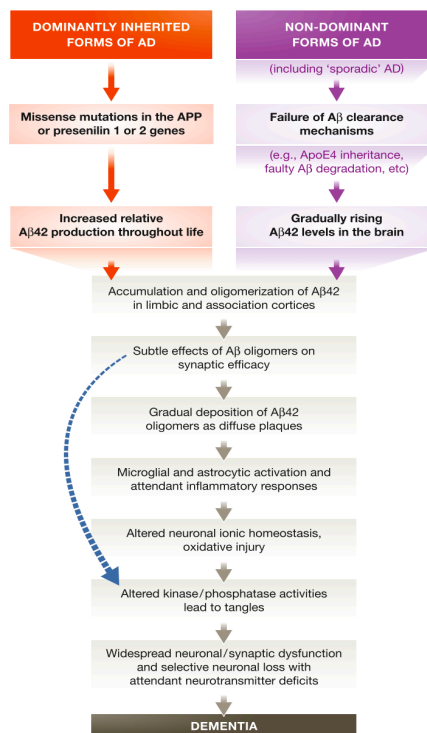 DOMINANTLY INHERITED
FORMS OF AD
NON-DOMINANT
FORMS OF AD
(including ‘sporadic’ AD)
Missense mutations in the APP
or presenilin 1 or 2 genes
Failure of Aβ clearance
mechanisms
(e.g., ApoE4 inheritance,
faulty Aβ degradation, etc)
Increased relative
Aβ42 production throughout life
Gradually rising
Aβ42 levels in the brain
Accumulation and oligomerization of Aβ42
in limbic and association cortices
Subtle effects of Aβ oligomers on
synaptic efficacy
Gradual deposition of Aβ42
oligomers as diffuse plaques
Microglial and astrocytic activation and
attendant inflammatory responses
Altered neuronal ionic homeostasis,
oxidative injury
Altered kinase/phosphatase activities
lead to tangles
Widespread neuronal/synaptic dysfunction
and selective neuronal loss with
attendant neurotransmitter deficits
DEMENTIA